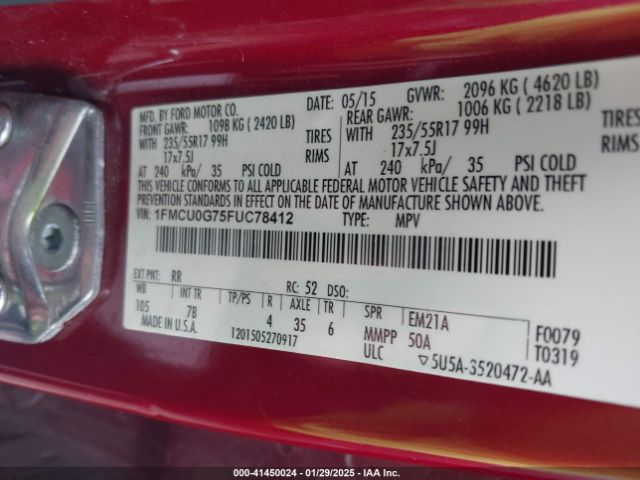 MFD. BY FORD MOTOR CO.
DATE: 05/15 GVWR: 2096 KG ( 4620 LB)
FRONT GAWR: 1098 KG ( 2420 LB) REAR GAWR: 1006 KG ( 2218 LB)
WITH 235/55R17 99H TIRES WITH 235/55R17 99H TIRES
17x7.5J RIMS 17x7.5J RIMS
AT 240 kPa/ 35 PSI COLD AT 240 kPa/ 35 PSI COLD
THIS VEHICLE CONFORMS TO ALL APPLICABLE FEDERAL MOTOR VEHICLE SAFETY AND THEFT
PREVENTION STANDARDS IN EFFECT ON THE DATE OF MANUFACTURE SHOWN ABOVE.
VIN: 1FMCU0G75FUC78412 TYPE: MPV
EXT PNT: RR RC: 52 DSO:
WB INT TR TP/PS R AXLE TR SPR EM21A
105 7B 4 35 6 MMPP 50A F0079
MADE IN U.S.A. 1201505270917 ULC ▽5U5A-3520472-AA T0319
000-41450024 - 01/29/2025 - IAA Inc.